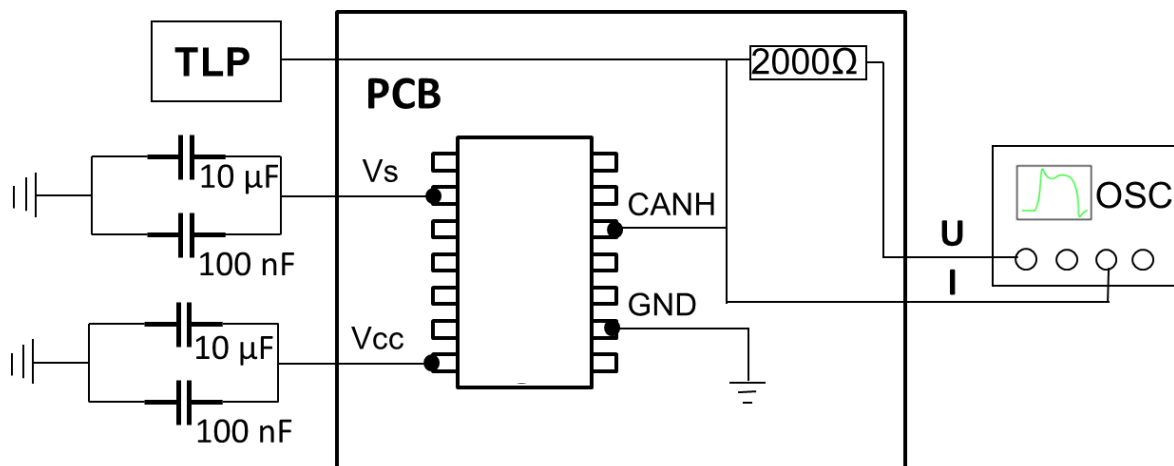 TLP
2000Ω
PCB
10 µF
Vs
100 nF
CANH
OSC
U
I
GND
10 µF
Vcc
100 nF